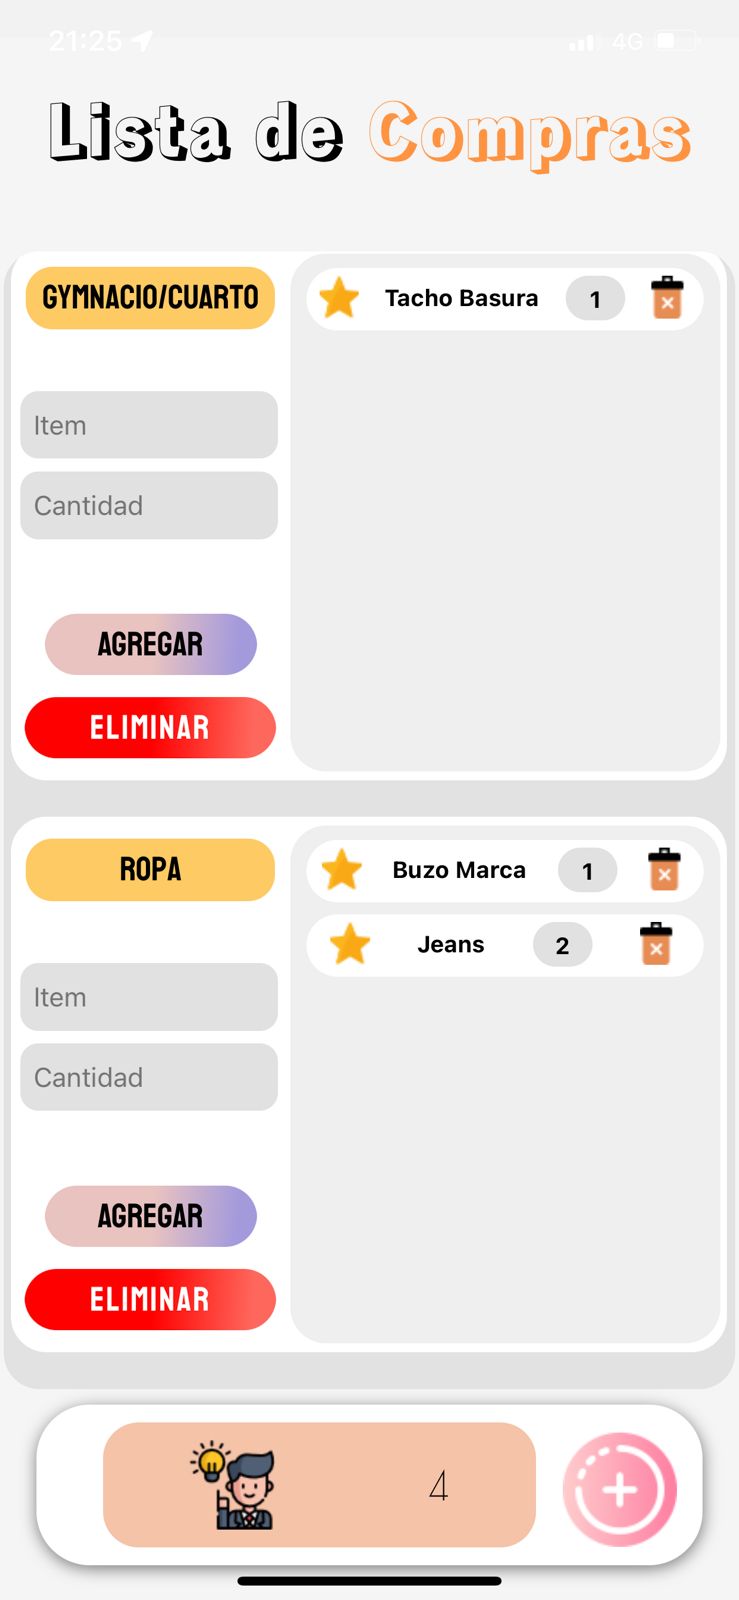 21:25
4G
Lista de Compras
GYMNACIO/CUARTO
Tacho Basura 1
Item
Cantidad
AGREGAR
ELIMINAR
ROPA
Buzo Marca 1
Jeans 2
Item
Cantidad
AGREGAR
ELIMINAR
4